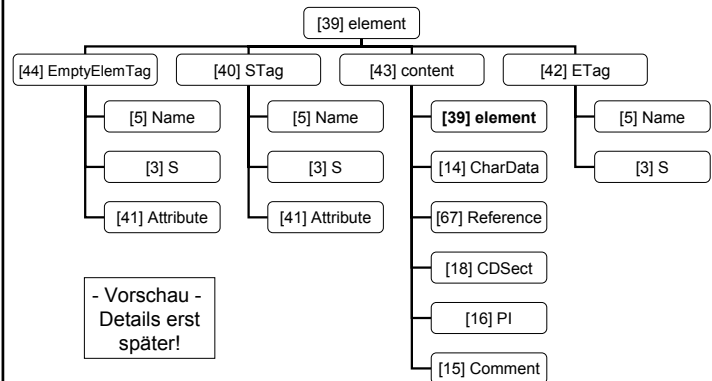 [39] element
[44] EmptyElemTag
[40] STag
[43] content
[42] ETag
[5] Name
[5] Name
[39] element
[5] Name
[3] S
[3] S
[14] CharData
[3] S
[41] Attribute
[41] Attribute
[67] Reference
[18] CDSect
- Vorschau -
Details erst
später!
[16] PI
[15] Comment